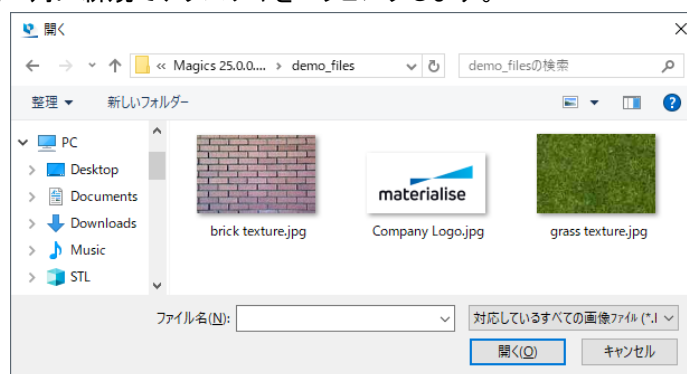 開く
« Magics 25.0.0.... › demo_files
demo_filesの検索
整理 新しいフォルダー
PC
Desktop
Documents
Downloads
Music
STL
materialise
brick texture.jpg
Company Logo.jpg
grass texture.jpg
ファイル名(N):
対応しているすべての画像ファイル (*.
開く(O)
キャンセル